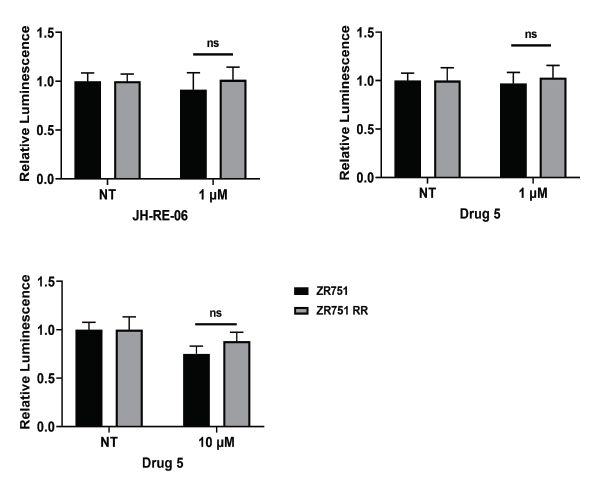 Relative Luminescence
1.5
1.0
0.5
0.0
ns
NT
1 µM
JH-RE-06
Relative Luminescence
1.5
1.0
0.5
0.0
ns
NT
1 µM
Drug 5
Relative Luminescence
1.5
1.0
0.5
0.0
ns
NT
10 µM
Drug 5
ZR751
ZR751 RR